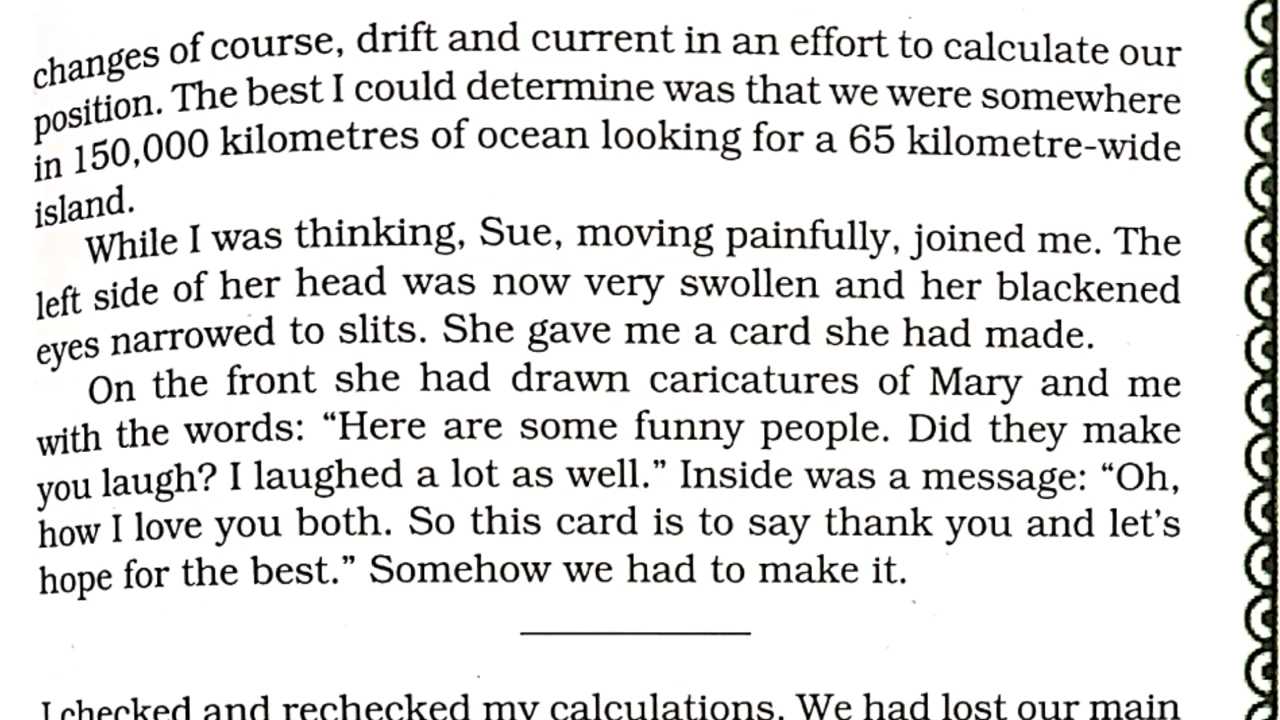 changes of course, drift and current in an effort to calculate our
position. The best I could determine was that we were somewhere
in 150,000 kilometres of ocean looking for a 65 kilometre-wide
island.
While I was thinking, Sue, moving painfully, joined me. The
left side of her head was now very swollen and her blackened
eyes narrowed to slits. She gave me a card she had made.
On the front she had drawn caricatures of Mary and me
with the words: “Here are some funny people. Did they make
you laugh? I laughed a lot as well.” Inside was a message: “Oh,
how I love you both. So this card is to say thank you and let’s
hope for the best.” Somehow we had to make it.
I checked and rechecked my calculations. We had lost our main